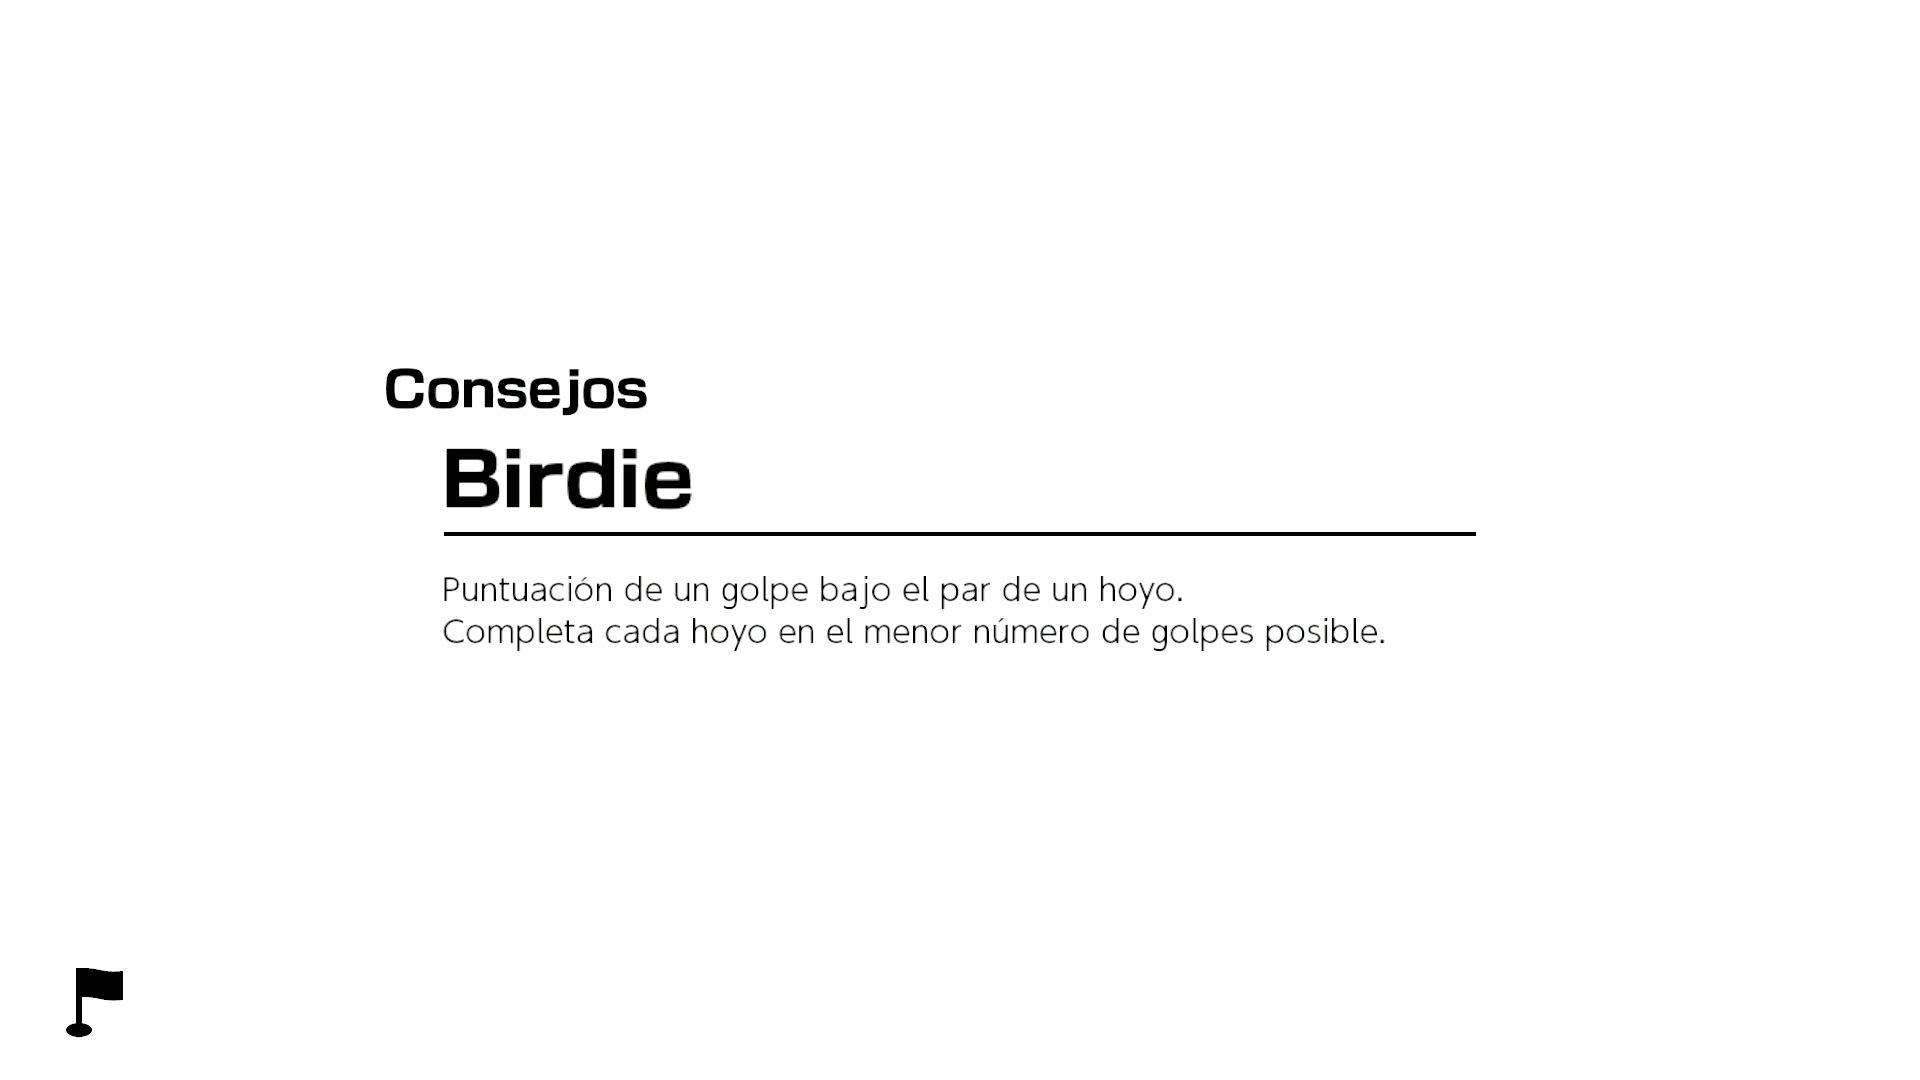 Consejos
Birdie
Puntuación de un golpe bajo el par de un hoyo.
Completa cada hoyo en el menor número de golpes posible.